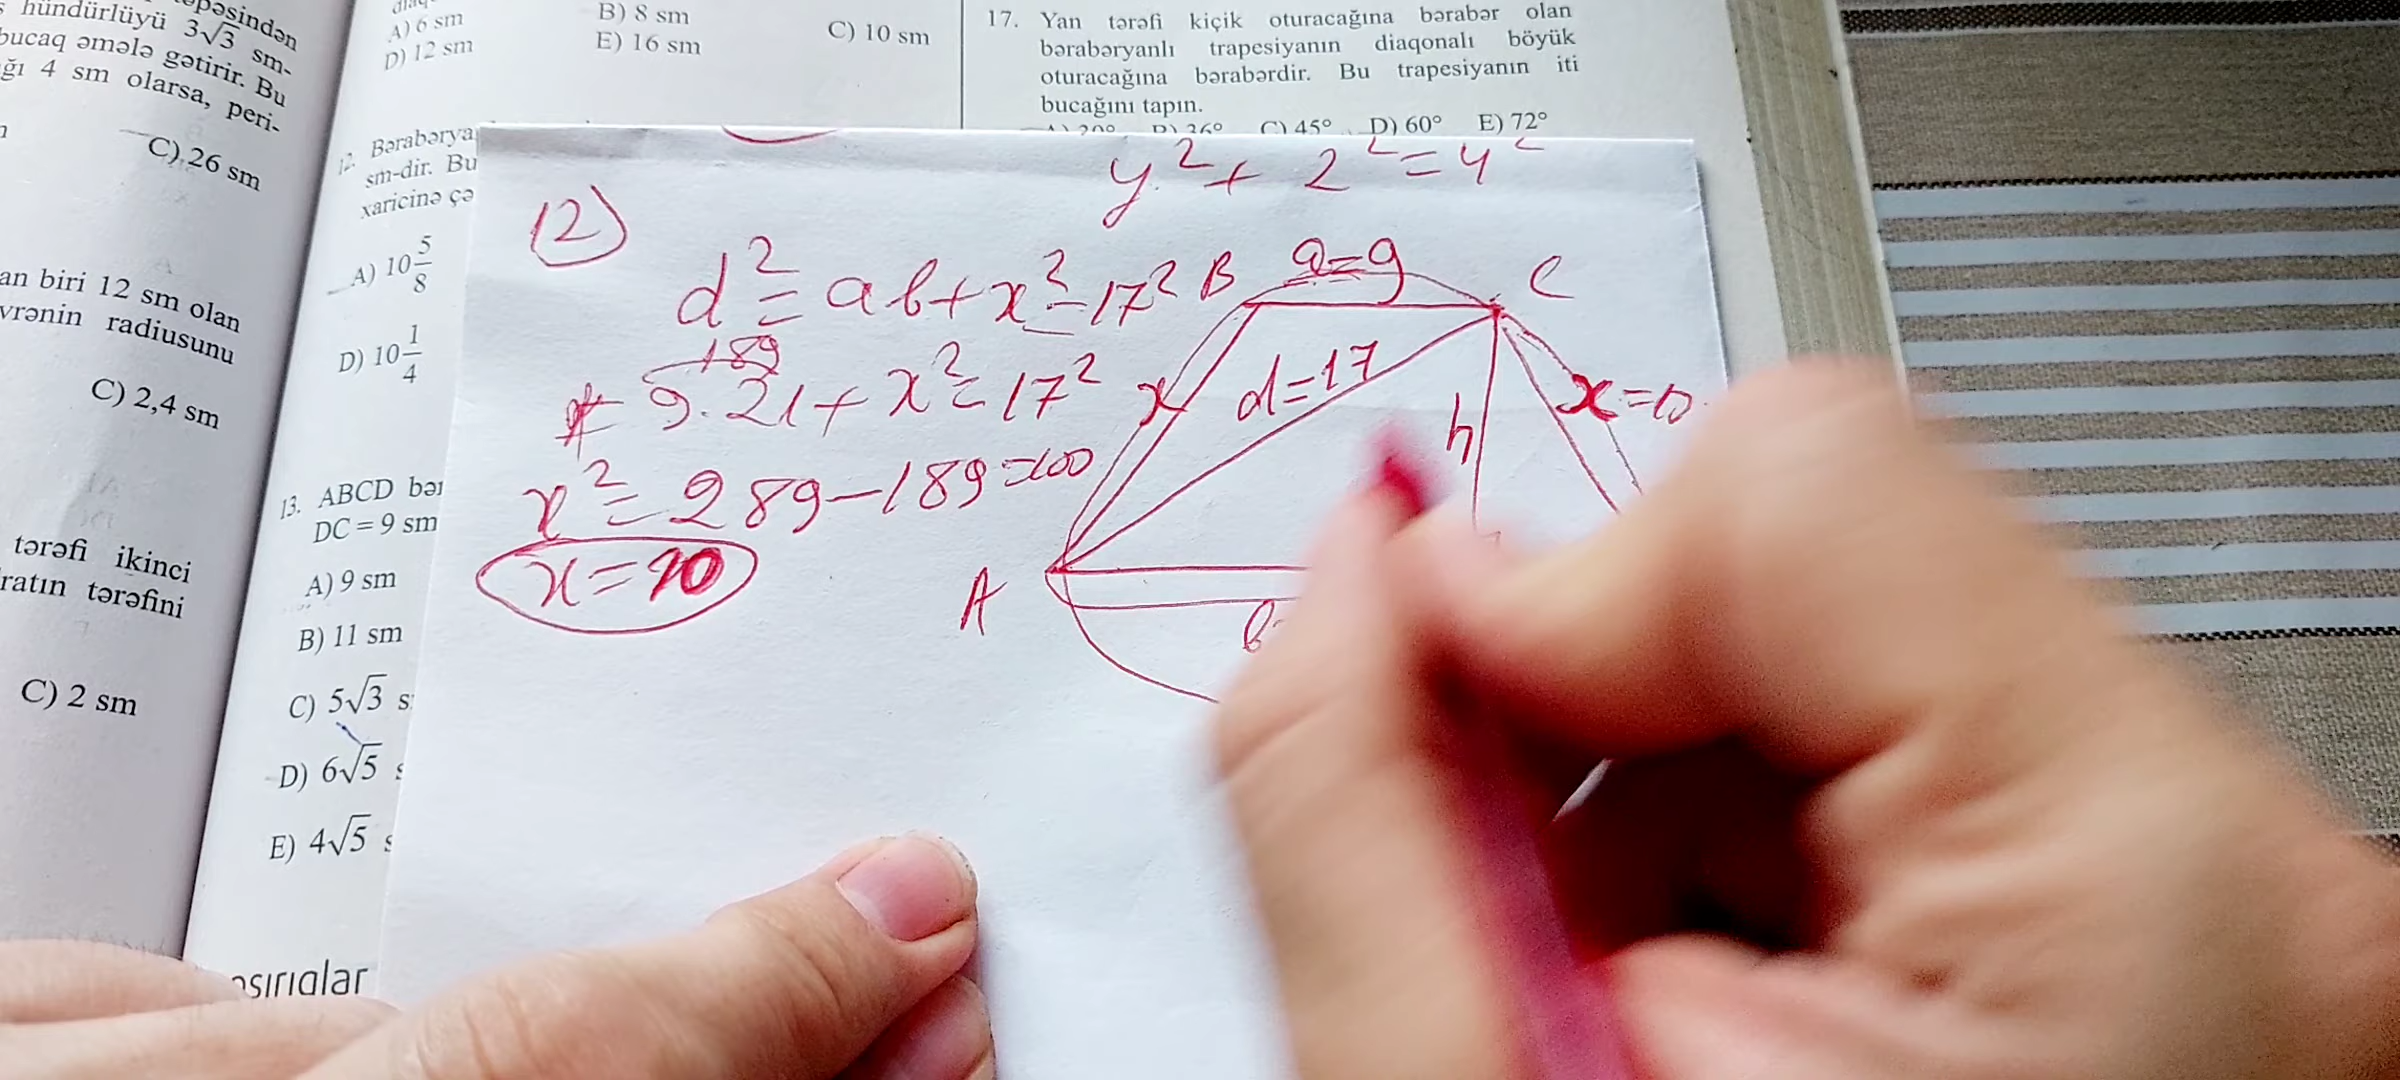 hündürlüyü 3√3 sm-
bucaq əmələ gətirir. Bu
4 sm olarsa, peri-
C) 26 sm
an biri 12 sm olan
vrənin radiusunu
C) 2,4 sm
tərəfi ikinci
ratın tərəfini
C) 2 sm
A) 6 sm
B) 8 sm
C) 10 sm
D) 12 sm
E) 16 sm
12. Bərabərya
sm-dir. Bu
xaricinə çə
A) 10 5/8
D) 10 1/4
13. ABCD bər
DC = 9 sm
A) 9 sm
B) 11 sm
C) 5√3 s
D) 6√5 s
E) 4√5 s
17. Yan tərəfi kiçik oturacağına bərabər olan
bərabəryanlı trapesiyanın diaqonalı böyük
oturacağına bərabərdir. Bu trapesiyanın iti
bucağını tapın.
C) 45° D) 60° E) 72°
y² + 2² = 4²
12
d² = ab + x² = 17²
189
9·21 + x² = 17²
x² = 289 - 189 = 100
x = 10
B
a = 9
C
x
d = 17
h
x = 10
A